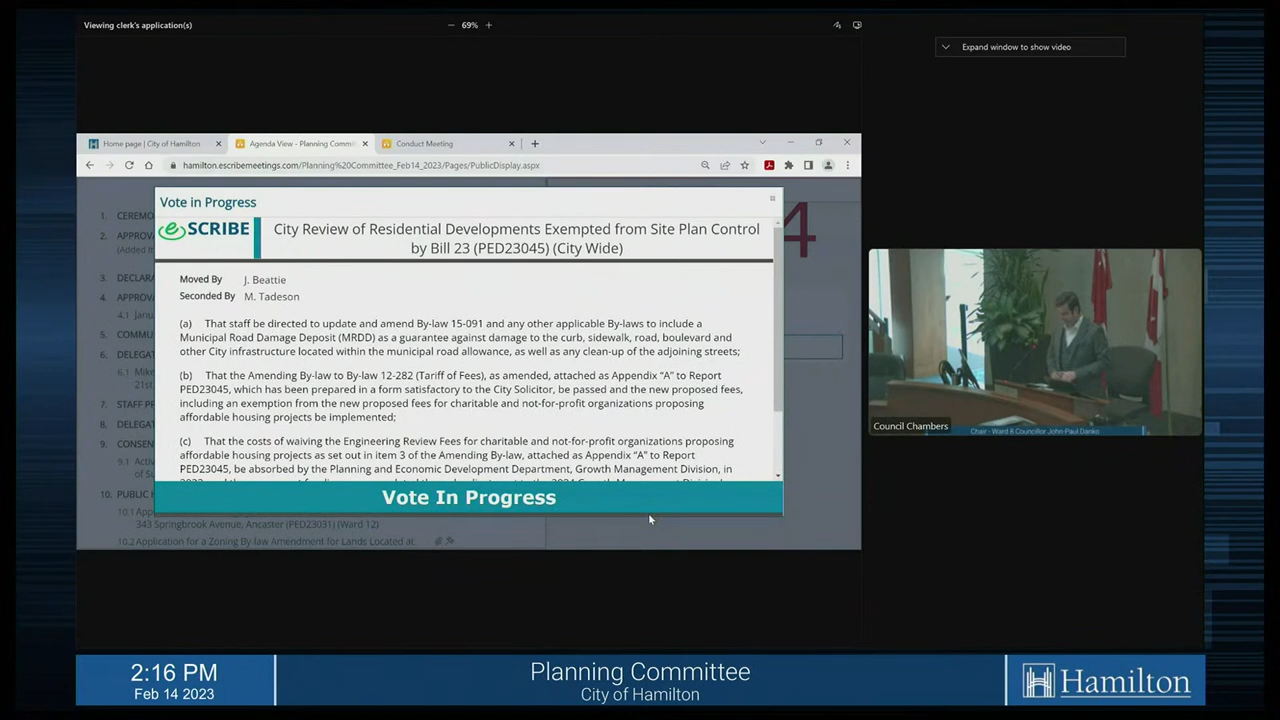 Viewing clerk's application(s)
69%
Expand window to show video
Home page | City of Hamilton
Agenda View - Planning Commit
Conduct Meeting
hamilton.escribemeetings.com/Planning%20Committee_Feb14_2023/Pages/PublicDisplay.aspx
Vote in Progress
eSCRIBE
City Review of Residential Developments Exempted from Site Plan Control
by Bill 23 (PED23045) (City Wide)
Moved By J. Beattie
Seconded By M. Tadeson
(a) That staff be directed to update and amend By-law 15-091 and any other applicable By-laws to include a
Municipal Road Damage Deposit (MRDD) as a guarantee against damage to the curb, sidewalk, road, boulevard and
other City infrastructure located within the municipal road allowance, as well as any clean-up of the adjoining streets;
(b) That the Amending By-law to By-law 12-282 (Tariff of Fees), as amended, attached as Appendix “A” to Report
PED23045, which has been prepared in a form satisfactory to the City Solicitor, be passed and the new proposed fees,
including an exemption from the new proposed fees for charitable and not-for-profit organizations proposing
affordable housing projects be implemented;
(c) That the costs of waiving the Engineering Review Fees for charitable and not-for-profit organizations proposing
affordable housing projects as set out in item 3 of the Amending By-law, attached as Appendix “A” to Report
PED23045, be absorbed by the Planning and Economic Development Department, Growth Management Division, in
Vote In Progress
1. CEREMO
2. APPROVA
(Added It
3. DECLARA
4. APPROVA
4.1 Janu
5. COMMU
6. DELEGAT
6.1 Mike
21st
7. STAFF PR
8. DELEGAT
9. CONSEN
9.1 Activ
of Su
10. PUBLIC H
10.1 App
343 Springbrook Avenue, Ancaster (PED23031) (Ward 12)
10.2 Application for a Zoning By-law Amendment for Lands Located at
4
Council Chambers
Chair - Ward 8 Councillor John-Paul Danko
2:16 PM
Feb 14 2023
Planning Committee
City of Hamilton
Hamilton